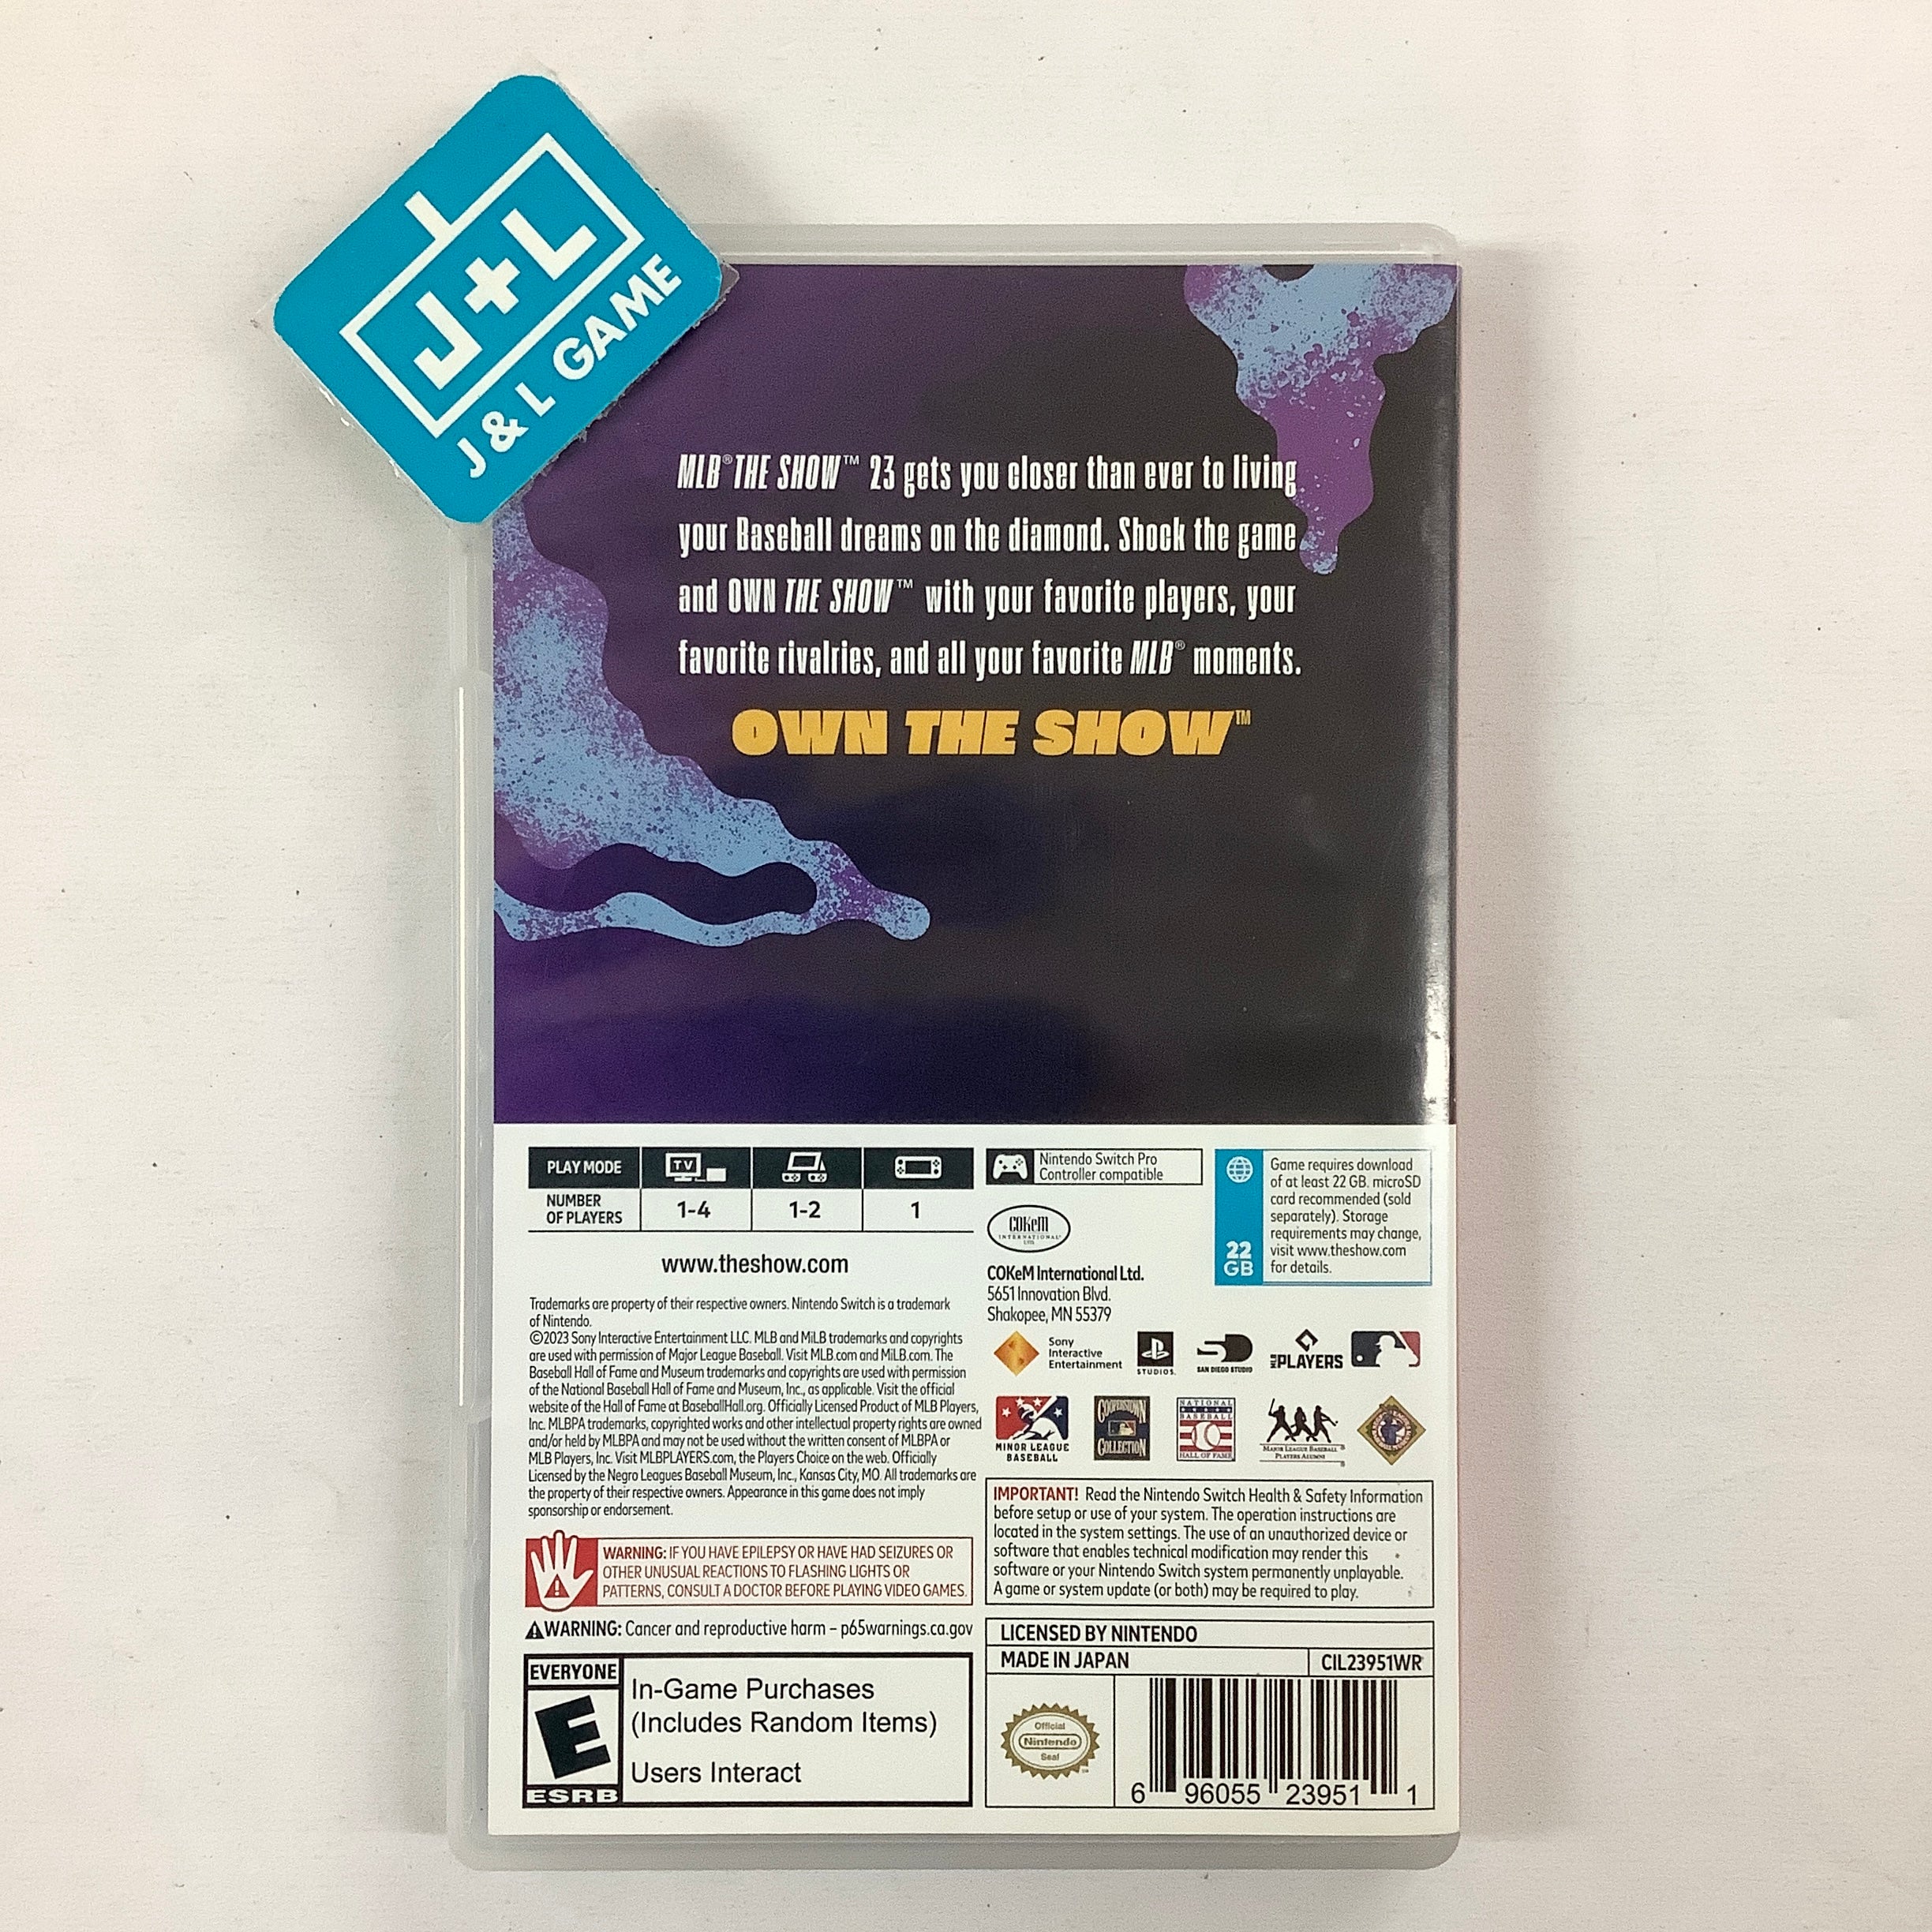 J+L
J & L GAME
MLB® THE SHOW™ 23 gets you closer than ever to living
your Baseball dreams on the diamond. Shock the game
and OWN THE SHOW™ with your favorite players, your
favorite rivalries, and all your favorite MLB® moments.
OWN THE SHOW™
PLAY MODE
TV
NUMBER
OF PLAYERS
1-4
1-2
1
www.theshow.com
Trademarks are property of their respective owners. Nintendo Switch is a trademark
of Nintendo.
©2023 Sony Interactive Entertainment LLC. MLB and MiLB trademarks and copyrights
are used with permission of Major League Baseball. Visit MLB.com and MiLB.com. The
Baseball Hall of Fame and Museum trademarks and copyrights are used with permission
of the National Baseball Hall of Fame and Museum, Inc., as applicable. Visit the official
website of the Hall of Fame at BaseballHall.org. Officially Licensed Product of MLB Players,
Inc. MLBPA trademarks, copyrighted works and other intellectual property rights are owned
and/or held by MLBPA and may not be used without the written consent of MLBPA or
MLB Players, Inc. Visit MLBPLAYERS.com, the Players Choice on the web. Officially
Licensed by the Negro Leagues Baseball Museum, Inc., Kansas City, MO. All trademarks are
the property of their respective owners. Appearance in this game does not imply
sponsorship or endorsement.
WARNING: IF YOU HAVE EPILEPSY OR HAVE HAD SEIZURES OR
OTHER UNUSUAL REACTIONS TO FLASHING LIGHTS OR
PATTERNS, CONSULT A DOCTOR BEFORE PLAYING VIDEO GAMES.
WARNING: Cancer and reproductive harm – p65warnings.ca.gov
EVERYONE
E
ESRB
In-Game Purchases
(Includes Random Items)
Users Interact
Nintendo Switch Pro
Controller compatible
22
GB
Game requires download
of at least 22 GB. microSD
card recommended (sold
separately). Storage
requirements may change,
visit www.theshow.com
for details.
COKeM
INTERNATIONAL
LTD.
COKeM International Ltd.
5651 Innovation Blvd.
Shakopee, MN 55379
Sony
Interactive
Entertainment
STUDIOS
SAN DIEGO STUDIO
MLB PLAYERS
MINOR LEAGUE
BASEBALL
COOPERSTOWN
COLLECTION
NATIONAL
BASEBALL
HALL OF FAME
MAJOR LEAGUE BASEBALL
PLAYERS ALUMNI
IMPORTANT! Read the Nintendo Switch Health & Safety Information
before setup or use of your system. The operation instructions are
located in the system settings. The use of an unauthorized device or
software that enables technical modification may render this
software or your Nintendo Switch system permanently unplayable.
A game or system update (or both) may be required to play.
LICENSED BY NINTENDO
MADE IN JAPAN
CIL23951WR
Official
Nintendo
Seal
6 96055 23951 1